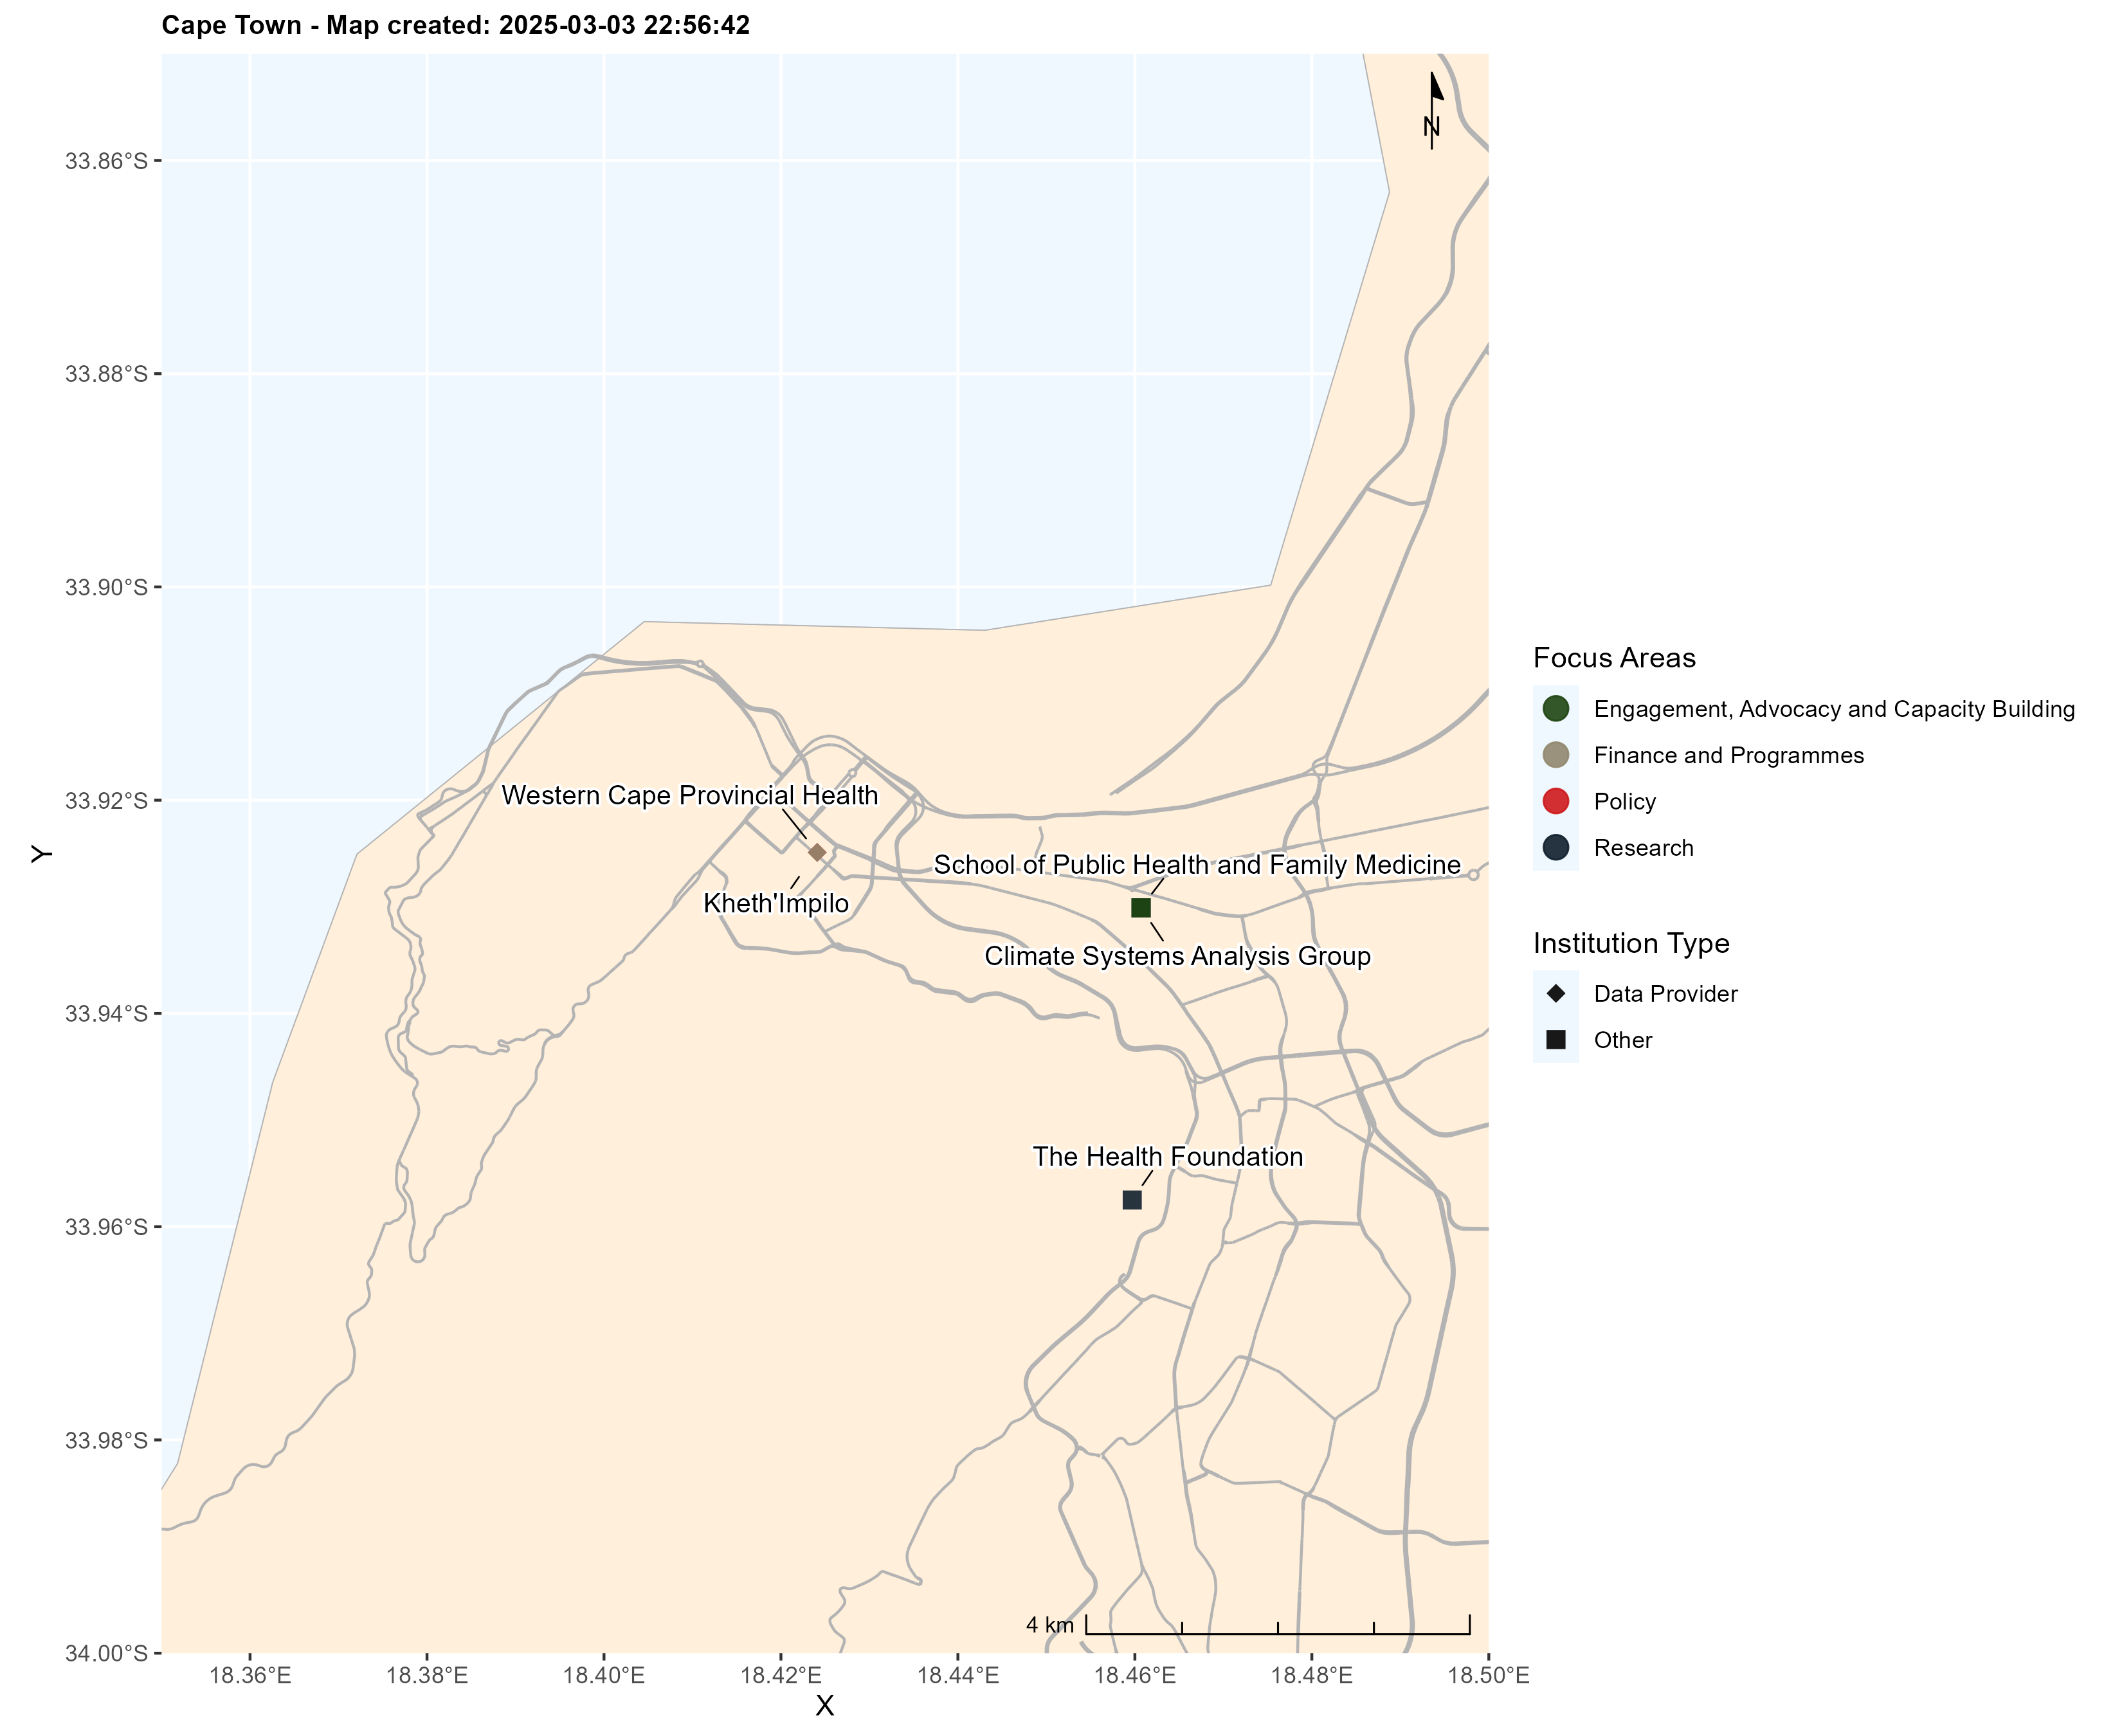 Cape Town - Map created: 2025-03-03 22:56:42
N
33.86°S
33.88°S
33.90°S
33.92°S
33.94°S
33.96°S
33.98°S
34.00°S
Y
Western Cape Provincial Health
School of Public Health and Family Medicine
Kheth'Impilo
Climate Systems Analysis Group
The Health Foundation
4 km
18.36°E
18.38°E
18.40°E
18.42°E
18.44°E
18.46°E
18.48°E
18.50°E
X
Focus Areas
Engagement, Advocacy and Capacity Building
Finance and Programmes
Policy
Research
Institution Type
Data Provider
Other